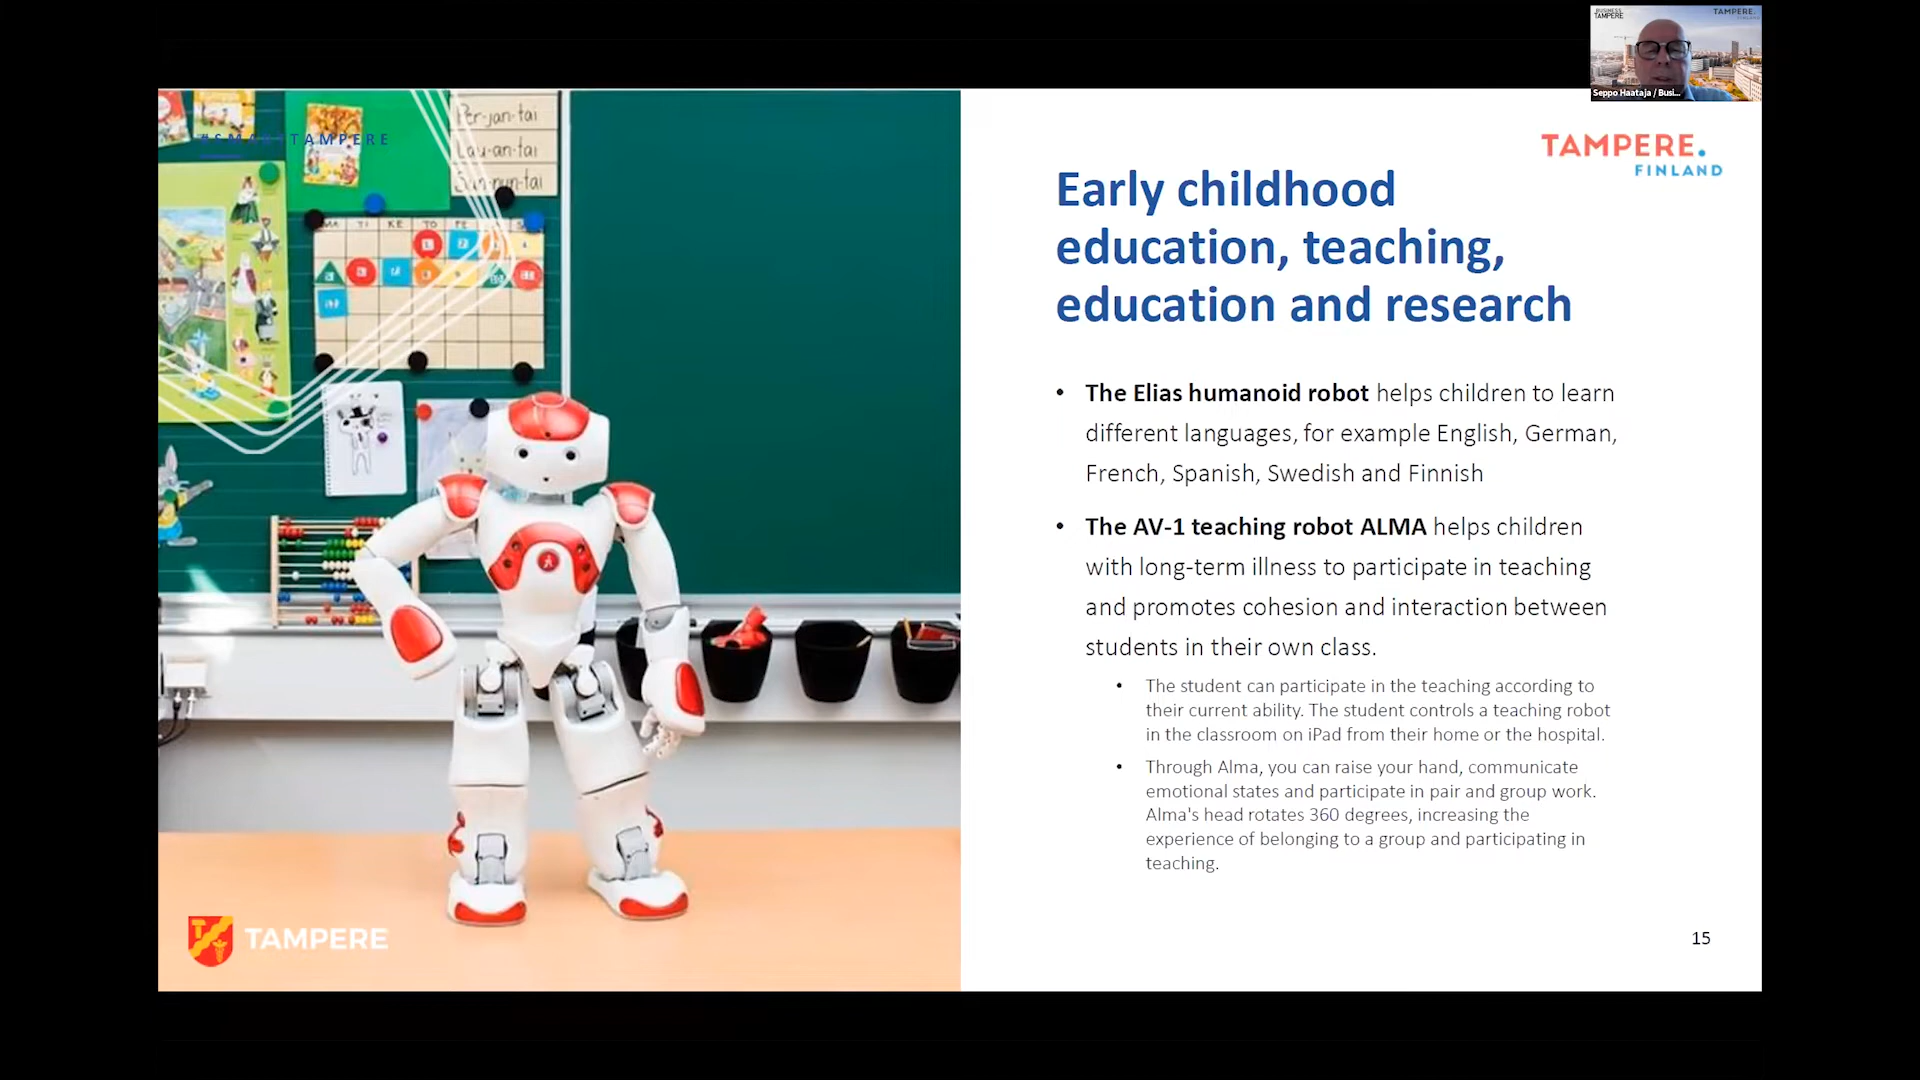 BUSINESS
TAMPERE
TAMPERE.
Seppo Haataja / Busi...
#SMARTTAMPERE
Per-jan-tai
Lau-an-tai
Sun-nun-tai
MA TI KE TO PE
TAMPERE.
FINLAND
Early childhood
education, teaching,
education and research
• The Elias humanoid robot helps children to learn
different languages, for example English, German,
French, Spanish, Swedish and Finnish
• The AV-1 teaching robot ALMA helps children
with long-term illness to participate in teaching
and promotes cohesion and interaction between
students in their own class.
• The student can participate in the teaching according to
their current ability. The student controls a teaching robot
in the classroom on iPad from their home or the hospital.
• Through Alma, you can raise your hand, communicate
emotional states and participate in pair and group work.
Alma's head rotates 360 degrees, increasing the
experience of belonging to a group and participating in
teaching.
TAMPERE
15